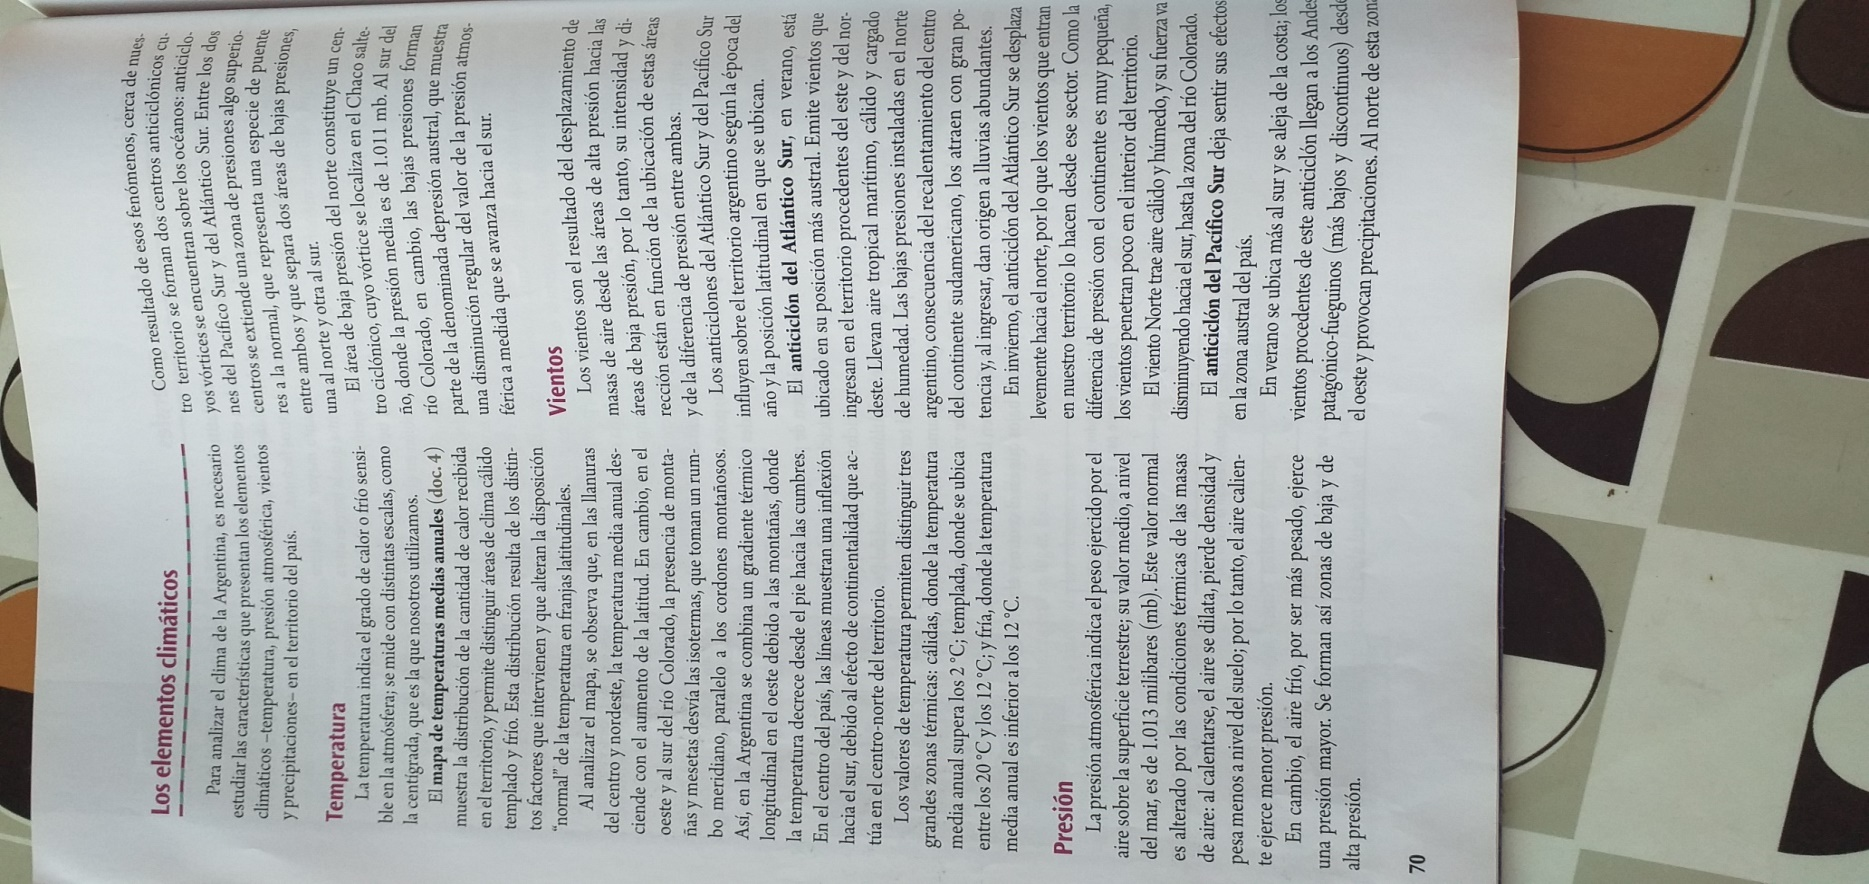 Los elementos climáticos
Para analizar el clima de la Argentina, es necesario
estudiar las características que presentan los elementos
climáticos –temperatura, presión atmosférica, vientos
y precipitaciones– en el territorio del país.
Temperatura
La temperatura indica el grado de calor o frío sensi-
ble en la atmósfera; se mide con distintas escalas, como
la centígrada, que es la que nosotros utilizamos.
El mapa de temperaturas medias anuales (doc. 4)
muestra la distribución de la cantidad de calor recibida
en el territorio, y permite distinguir áreas de clima cálido
templado y frío. Esta distribución resulta de los distin-
tos factores que intervienen y que alteran la disposición
“normal” de la temperatura en franjas latitudinales.
Al analizar el mapa, se observa que, en las llanuras
del centro y nordeste, la temperatura media anual des-
ciende con el aumento de la latitud. En cambio, en el
oeste y al sur del río Colorado, la presencia de monta-
ñas y mesetas desvía las isotermas, que toman un rum-
bo meridiano, paralelo a los cordones montañosos.
Así, en la Argentina se combina un gradiente térmico
longitudinal en el oeste debido a las montañas, donde
la temperatura decrece desde el pie hacia las cumbres.
En el centro del país, las líneas muestran una inflexión
hacia el sur, debido al efecto de continentalidad que ac-
túa en el centro-norte del territorio.
Los valores de temperatura permiten distinguir tres
grandes zonas térmicas: cálidas, donde la temperatura
media anual supera los 2 °C; templada, donde se ubica
entre los 20 °C y los 12 °C; y fría, donde la temperatura
media anual es inferior a los 12 °C.
Presión
La presión atmosférica indica el peso ejercido por el
aire sobre la superficie terrestre; su valor medio, a nivel
del mar, es de 1.013 milibares (mb). Este valor normal
es alterado por las condiciones térmicas de las masas
de aire: al calentarse, el aire se dilata, pierde densidad y
pesa menos a nivel del suelo; por lo tanto, el aire calien-
te ejerce menor presión.
En cambio, el aire frío, por ser más pesado, ejerce
una presión mayor. Se forman así zonas de baja y de
alta presión.
70
Como resultado de esos fenómenos, cerca de nues-
tro territorio se forman dos centros anticiclónicos cu-
yos vórtices se encuentran sobre los océanos: anticiclo-
nes del Pacífico Sur y del Atlántico Sur. Entre los dos
centros se extiende una zona de presiones algo superio-
res a la normal, que representa una especie de puente
entre ambos y que separa dos áreas de bajas presiones,
una al norte y otra al sur.
El área de baja presión del norte constituye un cen-
tro ciclónico, cuyo vórtice se localiza en el Chaco salte-
ño, donde la presión media es de 1.011 mb. Al sur del
río Colorado, en cambio, las bajas presiones forman
parte de la denominada depresión austral, que muestra
una disminución regular del valor de la presión atmos-
férica a medida que se avanza hacia el sur.
Vientos
Los vientos son el resultado del desplazamiento de
masas de aire desde las áreas de alta presión hacia las
áreas de baja presión, por lo tanto, su intensidad y di-
rección están en función de la ubicación de estas áreas
y de la diferencia de presión entre ambas.
Los anticiclones del Atlántico Sur y del Pacífico Sur
influyen sobre el territorio argentino según la época del
año y la posición latitudinal en que se ubican.
El anticiclón del Atlántico Sur, en verano, está
ubicado en su posición más austral. Emite vientos que
ingresan en el territorio procedentes del este y del nor-
deste. Llevan aire tropical marítimo, cálido y cargado
de humedad. Las bajas presiones instaladas en el norte
argentino, consecuencia del recalentamiento del centro
del continente sudamericano, los atraen con gran po-
tencia y, al ingresar, dan origen a lluvias abundantes.
En invierno, el anticiclón del Atlántico Sur se desplaza
levemente hacia el norte, por lo que los vientos que entran
en nuestro territorio lo hacen desde ese sector. Como la
diferencia de presión con el continente es muy pequeña,
los vientos penetran poco en el interior del territorio.
El viento Norte trae aire cálido y húmedo, y su fuerza va
disminuyendo hacia el sur, hasta la zona del río Colorado.
El anticiclón del Pacífico Sur deja sentir sus efectos
en la zona austral del país.
En verano se ubica más al sur y se aleja de la costa; los
vientos procedentes de este anticiclón llegan a los Andes
patagónico-fueguinos (más bajos y discontinuos) desde
el oeste y provocan precipitaciones. Al norte de esta zona